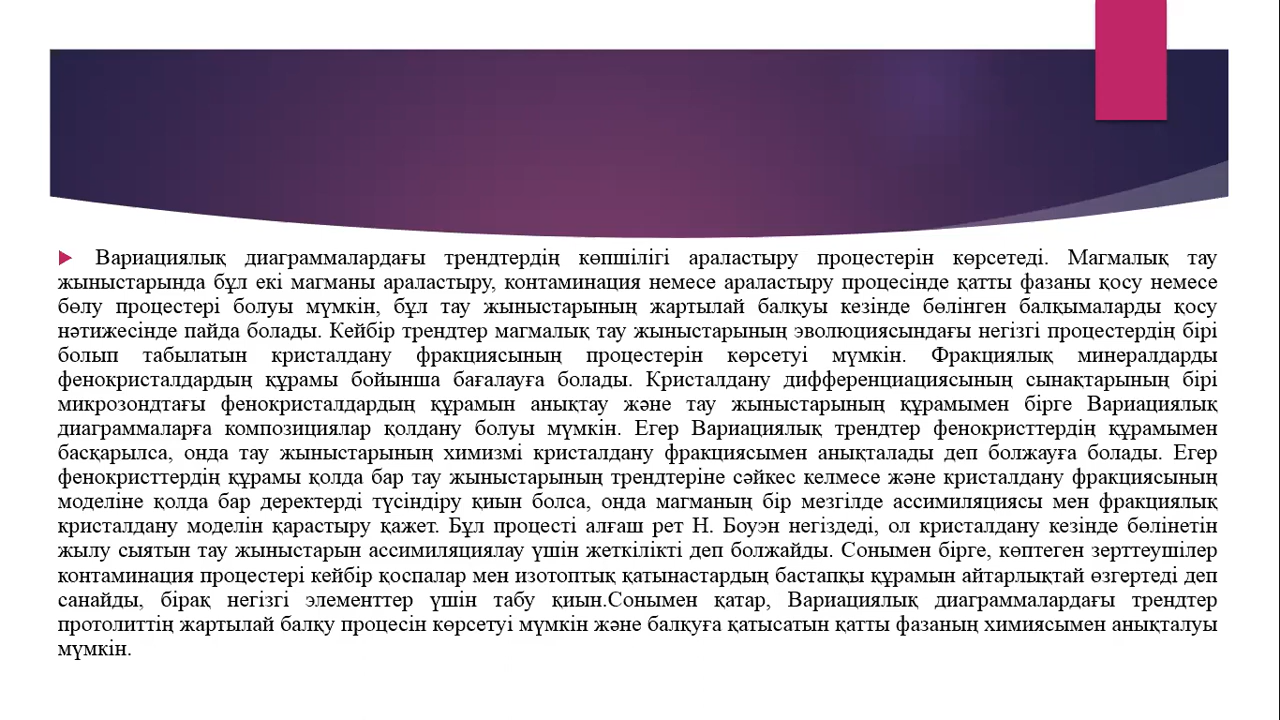 Вариациялық диаграммалардағы трендтердің көпшілігі араластыру процестерін көрсетеді. Магмалық тау
жыныстарында бұл екі магманы араластыру, контаминация немесе араластыру процесінде қатты фазаны қосу немесе
бөлу процестері болуы мүмкін, бұл тау жыныстарының жартылай балқуы кезінде бөлінген балқымаларды қосу
нәтижесінде пайда болады. Кейбір трендтер магмалық тау жыныстарының эволюциясындағы негізгі процестердің бірі
болып табылатын кристалдану фракциясының процестерін көрсетуі мүмкін. Фракциялық минералдарды
фенокристалдардың құрамы бойынша бағалауға болады. Кристалдану дифференциациясының сынақтарының бірі
микрозондтағы фенокристалдардың құрамын анықтау және тау жыныстарының құрамымен бірге Вариациялық
диаграммаларға композициялар қолдану болуы мүмкін. Егер Вариациялық трендтер фенокристтердің құрамымен
басқарылса, онда тау жыныстарының химизмі кристалдану фракциясымен анықталады деп болжауға болады. Егер
фенокристтердің құрамы қолда бар тау жыныстарының трендтеріне сәйкес келмесе және кристалдану фракциясының
моделіне қолда бар деректерді түсіндіру қиын болса, онда магманың бір мезгілде ассимиляциясы мен фракциялық
кристалдану моделін қарастыру қажет. Бұл процесті алғаш рет Н. Боуэн негіздеді, ол кристалдану кезінде бөлінетін
жылу сыятын тау жыныстарын ассимиляциялау үшін жеткілікті деп болжайды. Сонымен бірге, көптеген зерттеушілер
контаминация процестері кейбір қоспалар мен изотоптық қатынастардың бастапқы құрамын айтарлықтай өзгертеді деп
санайды, бірақ негізгі элементтер үшін табу қиын.Сонымен қатар, Вариациялық диаграммалардағы трендтер
протолиттің жартылай балқу процесін көрсетуі мүмкін және балқуға қатысатын қатты фазаның химиясымен анықталуы
мүмкін.